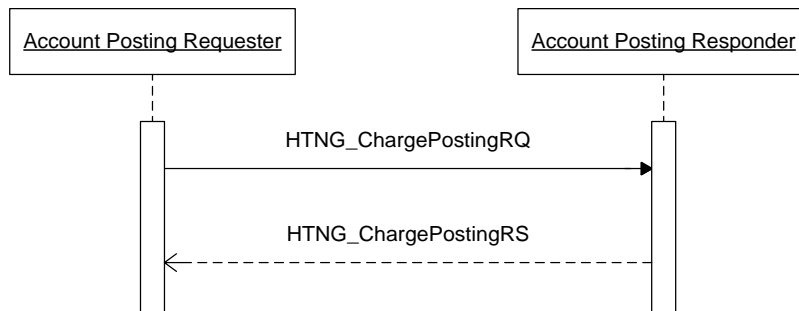 Account Posting Requester
Account Posting Responder
HTNG_ChargePostingRQ
HTNG_ChargePostingRS